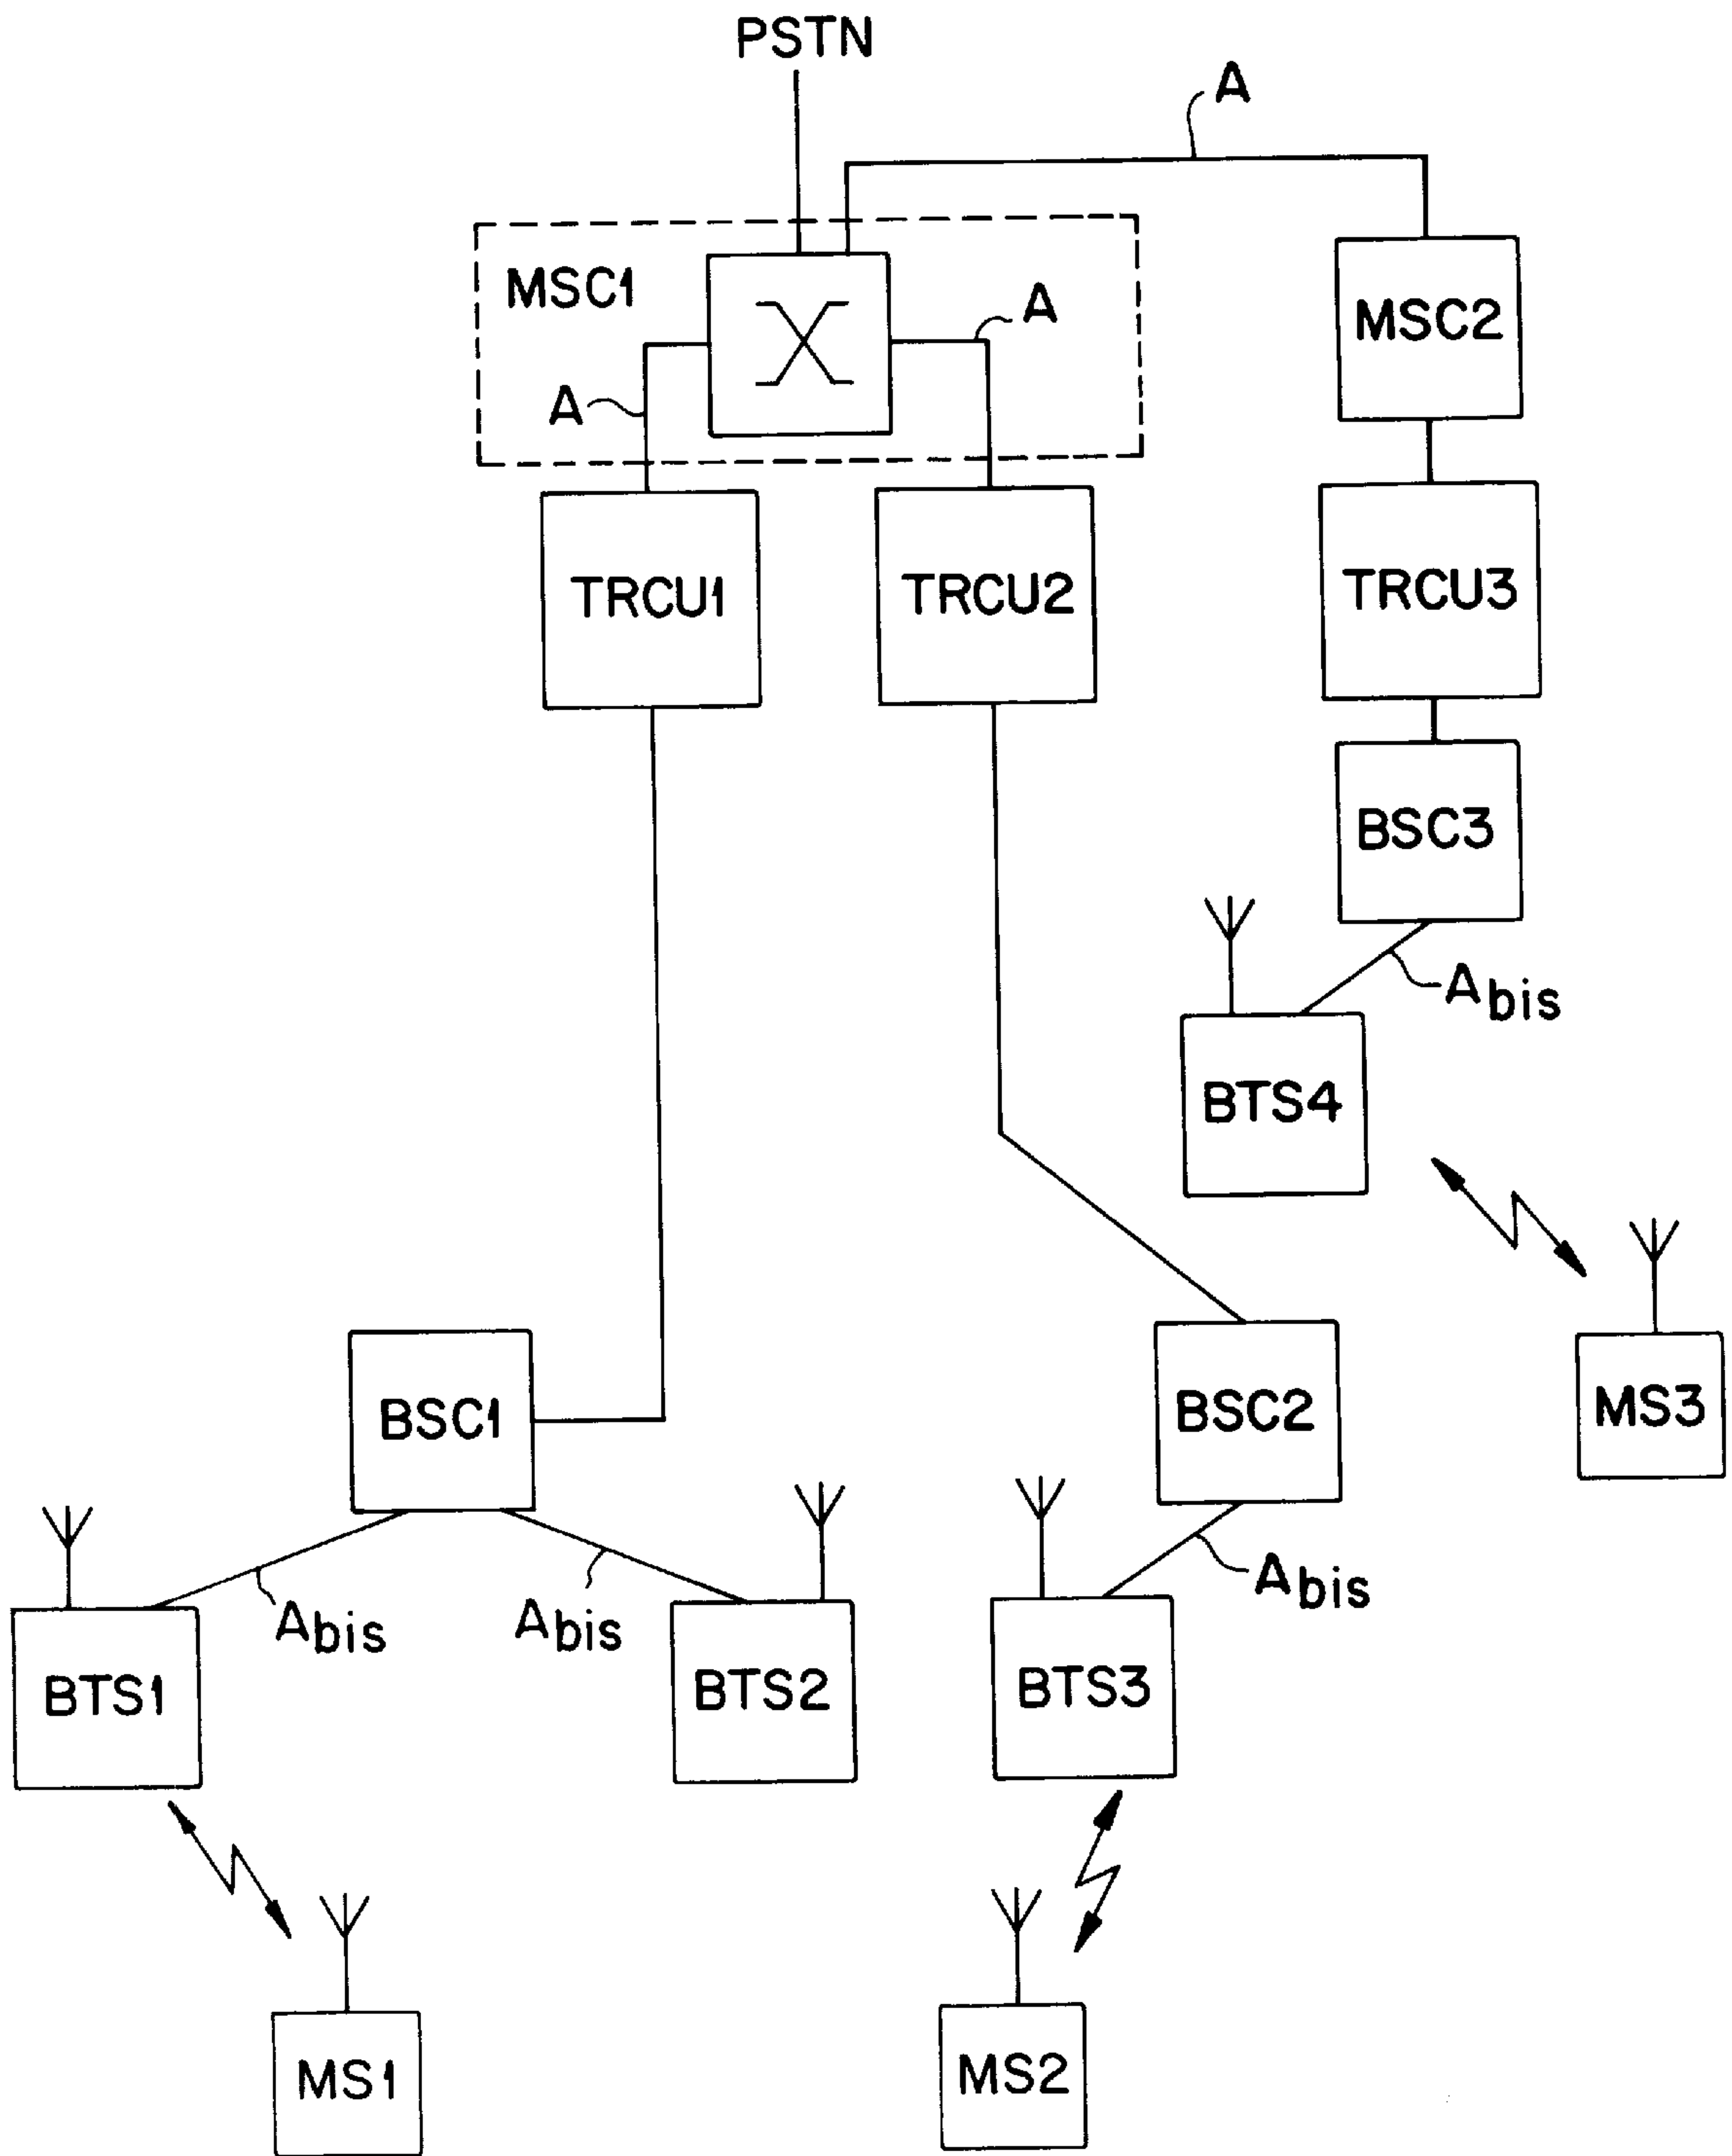 PSTN
A
MSC1
A
MSC2
A
TRCU1
TRCU2
TRCU3
BSC3
Abis
BTS4
BSC1
BSC2
MS3
Abis
Abis
Abis
BTS1
BTS2
BTS3
MS1
MS2